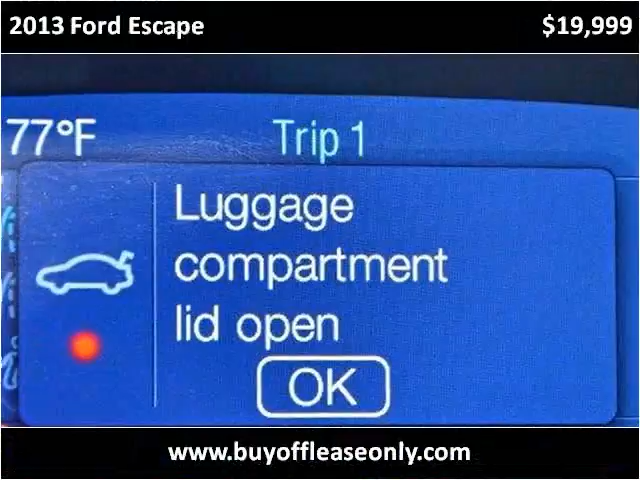 2013 Ford Escape $19,999
77°F Trip 1
Luggage
compartment
lid open
OK
www.buyoffleaseonly.com